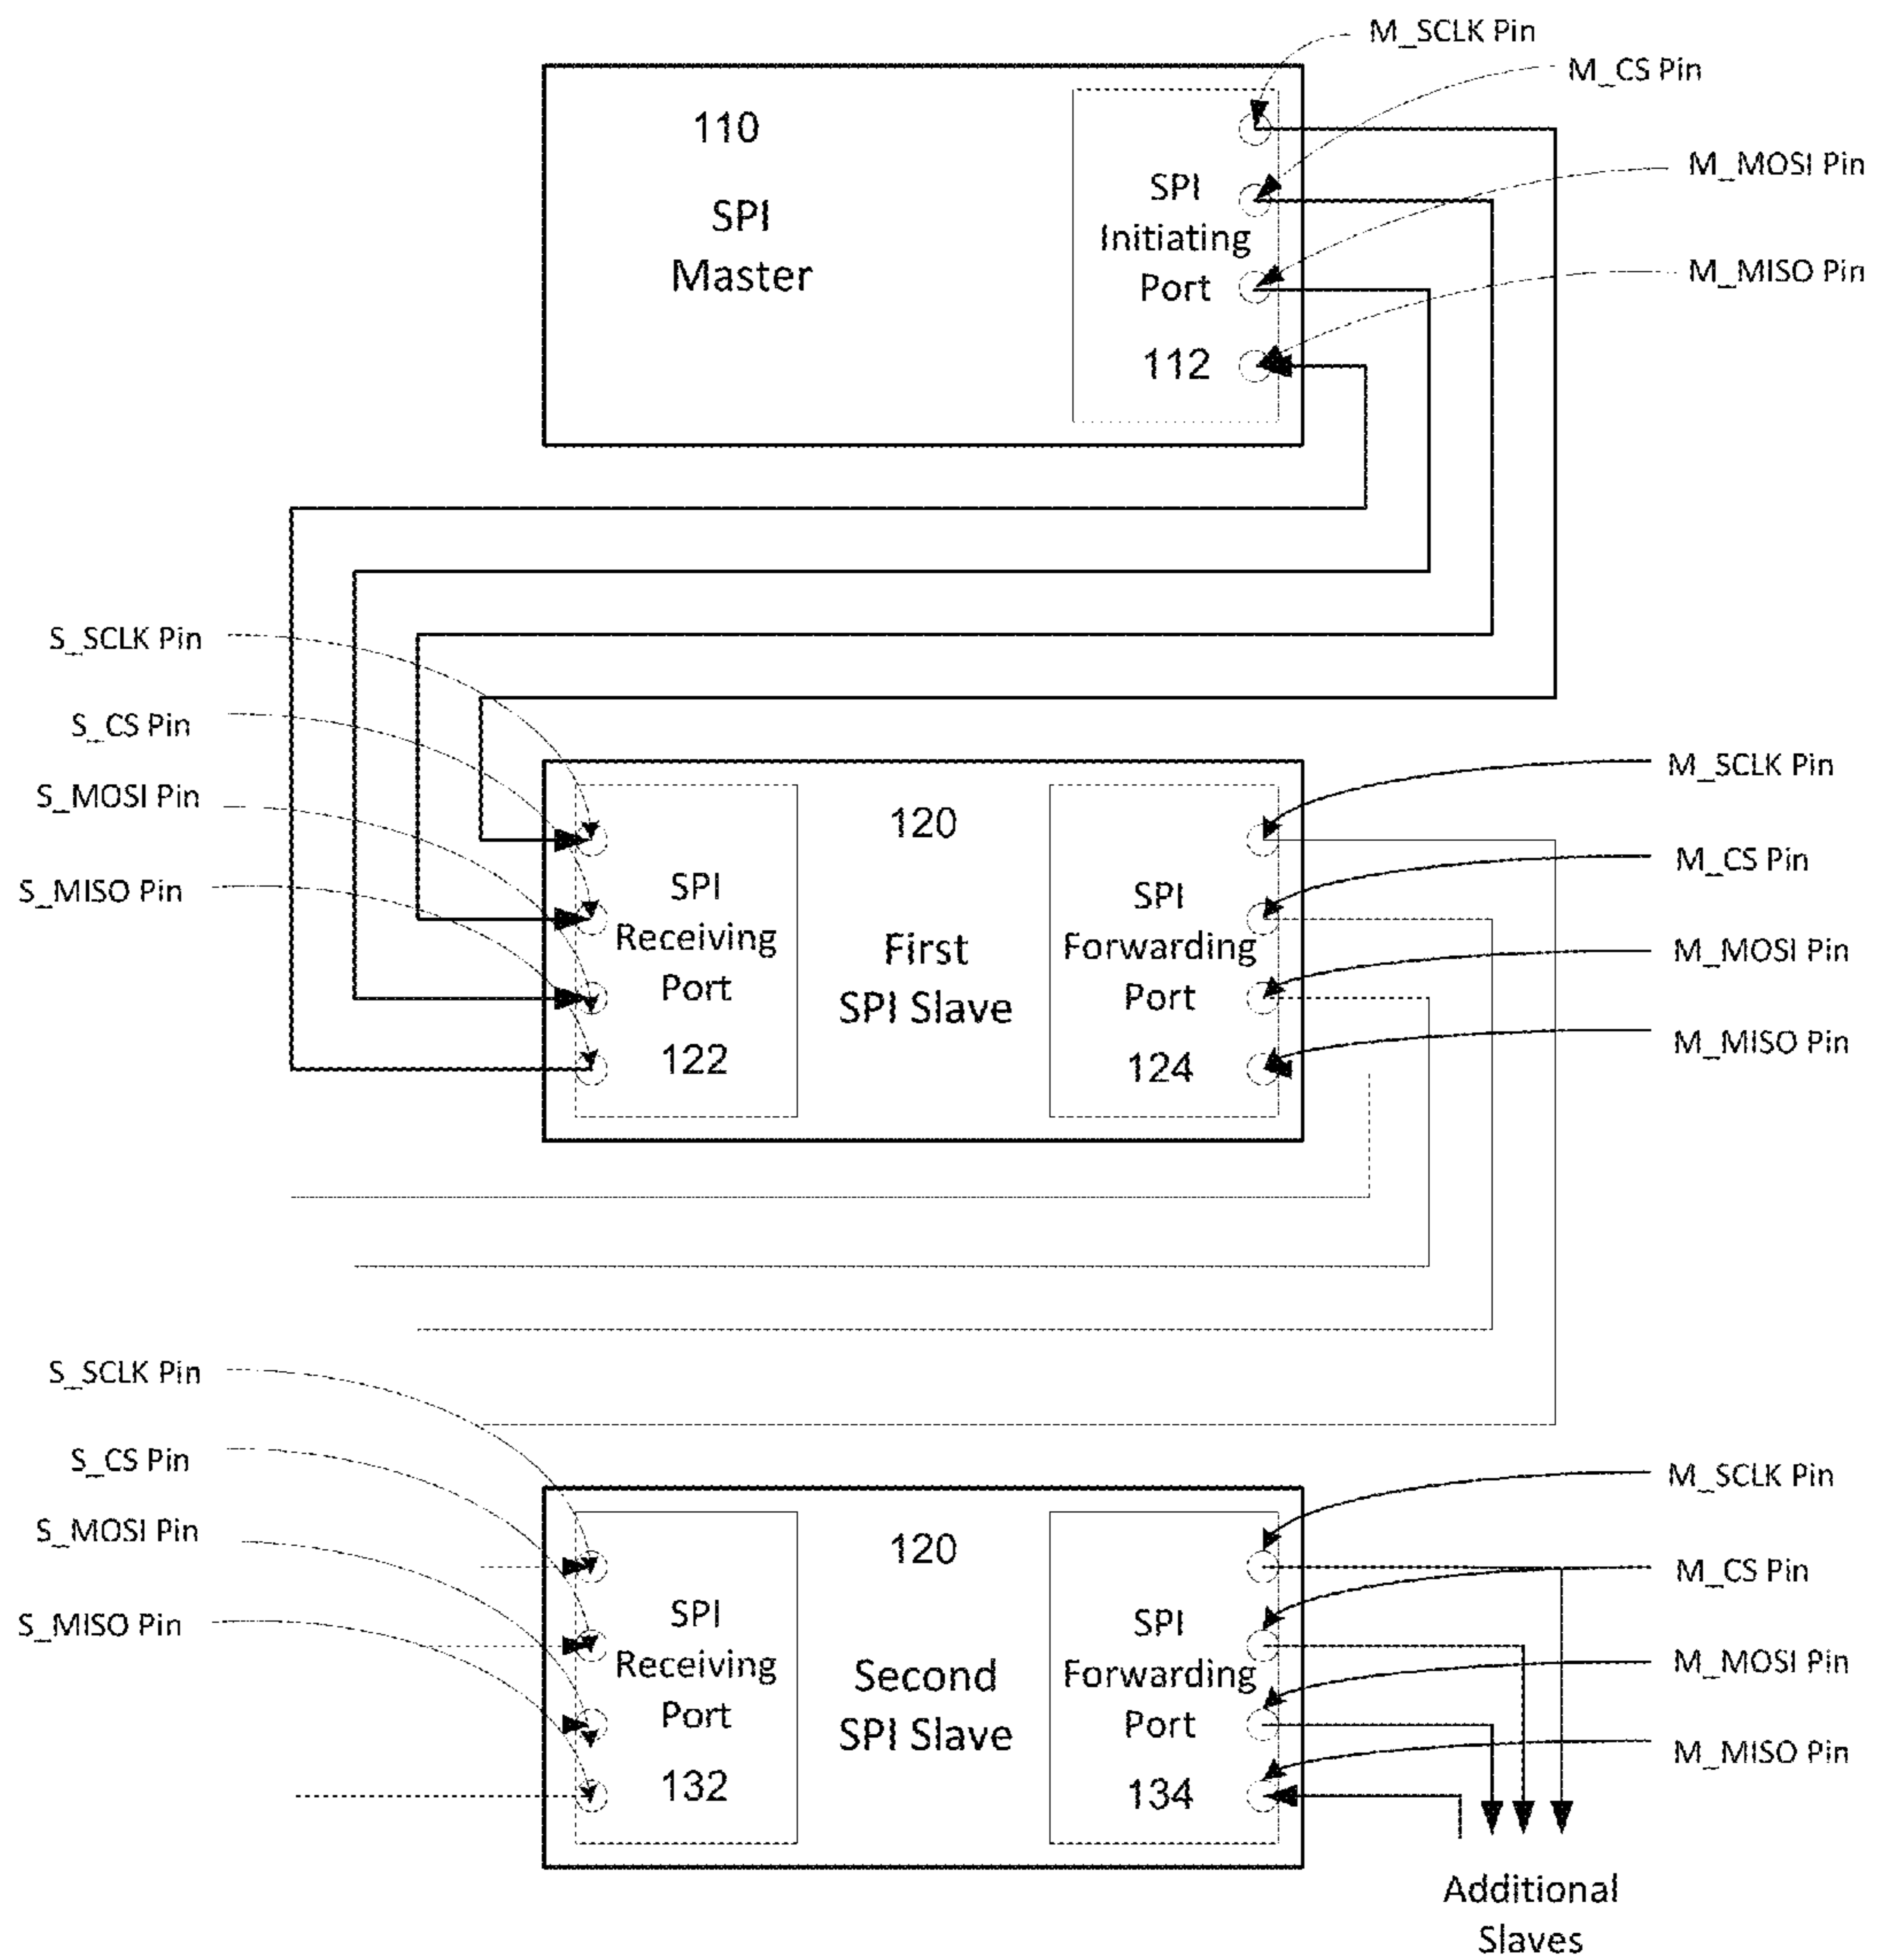 M_SCLK Pin
M_CS Pin
M_MOSI Pin
M_MISO Pin
110
SPI
Master
SPI
Initiating
Port
112
S_SCLK Pin
S_CS Pin
S_MOSI Pin
S_MISO Pin
SPI
Receiving
Port
122
120
First
SPI Slave
SPI
Forwarding
Port
124
M_SCLK Pin
M_CS Pin
M_MOSI Pin
M_MISO Pin
S_SCLK Pin
S_CS Pin
S_MOSI Pin
S_MISO Pin
SPI
Receiving
Port
132
120
Second
SPI Slave
SPI
Forwarding
Port
134
M_SCLK Pin
M_CS Pin
M_MOSI Pin
M_MISO Pin
Additional
Slaves